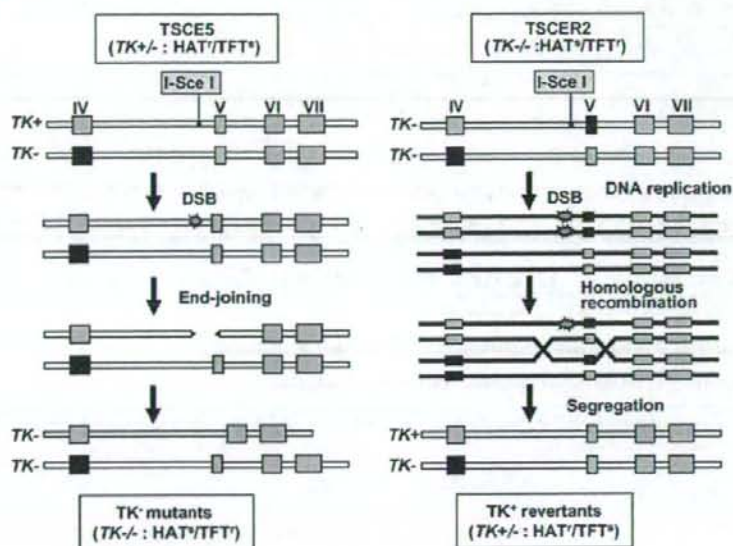 TSCE5
(TK+/- : HATʳ/TFTˢ)
I-Sce I
IV V VI VII
TK+
TK-
DSB
End-joining
TK-
TK-
TK⁻ mutants
(TK-/- : HATˢ/TFTʳ)
TSCER2
(TK-/- :HATˢ/TFTʳ)
I-Sce I
IV V VI VII
TK-
TK-
DNA replication
DSB
Homologous
recombination
Segregation
TK+
TK-
TK⁺ revertants
(TK+/- : HATʳ/TFTˢ)